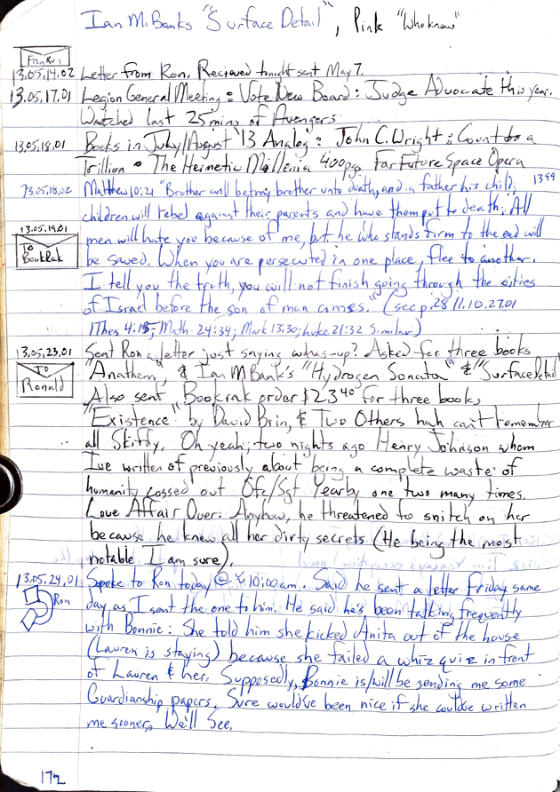 Ian M. Banks "Surface Detail", Pink "Who know"
From Ron
13.05.14.02 Letter from Ron. Recieved tonight sent May 7.
13.05.17.01 Legion General Meeting: Vote New Board: Judge Advocate this year.
Watched last 25 mins of Avengers
13.05.18.01 Books in July/August '13 Analog: John C. Wright: Count to a
Trillion • The Hermetic Millenia 400pg. Far Future Space Opera
13.05.18.02 Matthew 10:21 "Brother will betray brother unto death, and a father his child, 1359
children will rebel against their parents and have them put to death. All
13.05.19.01 men will hate you because of me, but he who stands firm to the end will
To BookRak be saved. When you are persecuted in one place, flee to another.
I tell you the truth, you will not finish going through the cities
of Israel before the son of man comes." (see p.28 11.10.27.01
1Thes 4:15; Math. 24:34; Mark 13:30; Luke 21:32 Similar)
13.05.23.01 Sent Ron a letter just saying whus-up? Asked for three books
To Ronald "Anathem", & Ian M Bank's "Hydrogen Sonata" & "Surface Detail"
Also sent Bookrak order $23.40 for three books,
"Existence" by David Brin, & Two Others huh can't remember
all Skitty. Oh yeah; two nights ago Henry Johnson whom
I've written of previously about being a complete waste of
humanity cossed out Ofc/Sgt Yearby one two many times.
Love Affair Over. Anyhow, he threatened to snitch on her
because he knew all her dirty secrets (He being the most
notable I am sure).
13.05.24.01 Spoke to Ron today @ 10:00am. Said he sent a letter Friday same
Ron day as I sent the one to him. He said he's been talking frequently
with Bonnie: She told him she kicked Anita out of the house
(Lauren is staying) because she failed a whiz quiz in front
of Lauren & her. Supposedly, Bonnie is/will be sending me some
Guardianship papers. Sure would've been nice if she could've written
me sooner. We'll See.
172